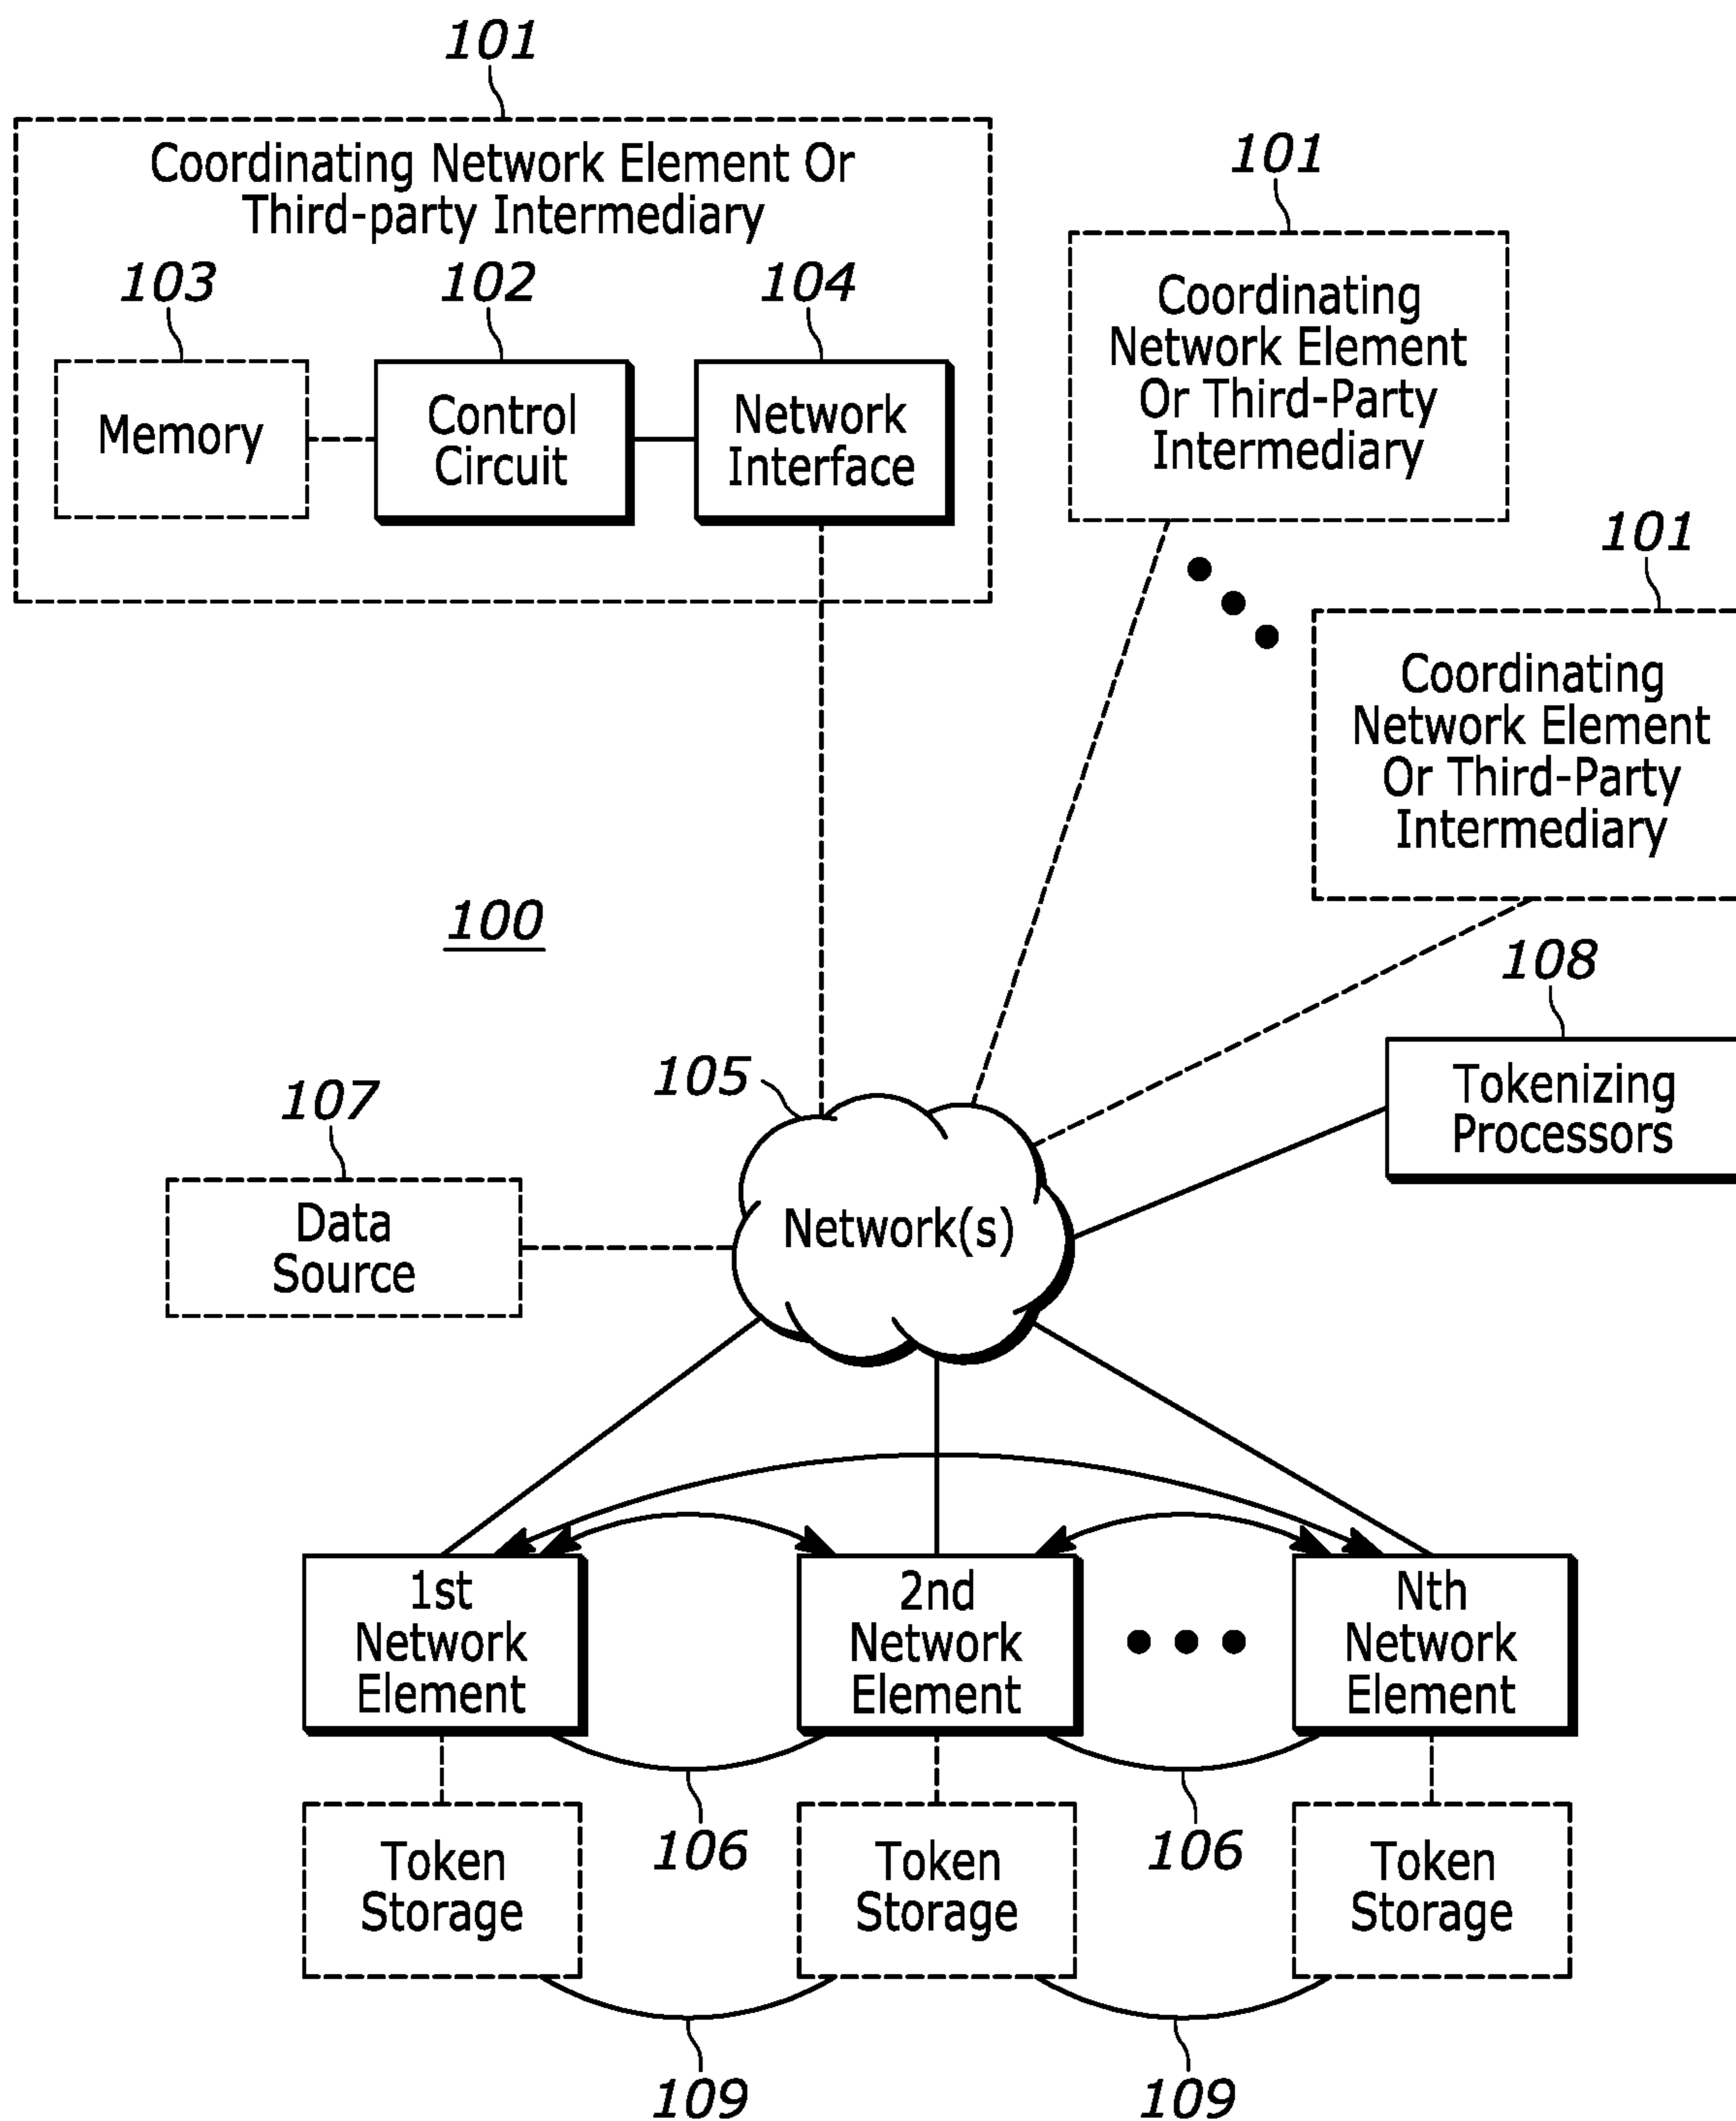 101
Coordinating Network Element Or
Third-party Intermediary
103
102
104
Memory
Control
Circuit
Network
Interface
101
Coordinating
Network Element
Or Third-Party
Intermediary
101
Coordinating
Network Element
Or Third-Party
Intermediary
100
108
Tokenizing
Processors
105
Network(s)
107
Data
Source
1st
Network
Element
2nd
Network
Element
Nth
Network
Element
106
106
Token
Storage
Token
Storage
Token
Storage
109
109